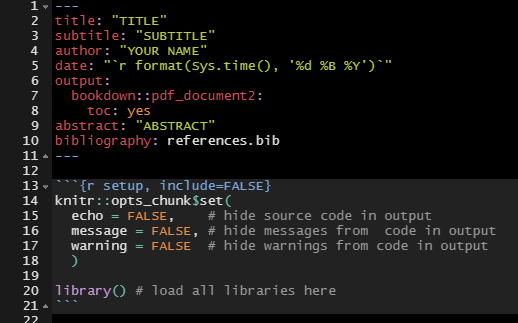 1 ---
2 title: "TITLE"
3 subtitle: "SUBTITLE"
4 author: "YOUR NAME"
5 date: "`r format(Sys.time(), '%d %B %Y')`"
6 output:
7   bookdown::pdf_document2:
8     toc: yes
9 abstract: "ABSTRACT"
10 bibliography: references.bib
11 ---
12
13 ```{r setup, include=FALSE}
14 knitr::opts_chunk$set(
15   echo = FALSE,    # hide source code in output
16   message = FALSE, # hide messages from  code in output
17   warning = FALSE  # hide warnings from code in output
18   )
19
20 library() # load all libraries here
21 ```
22